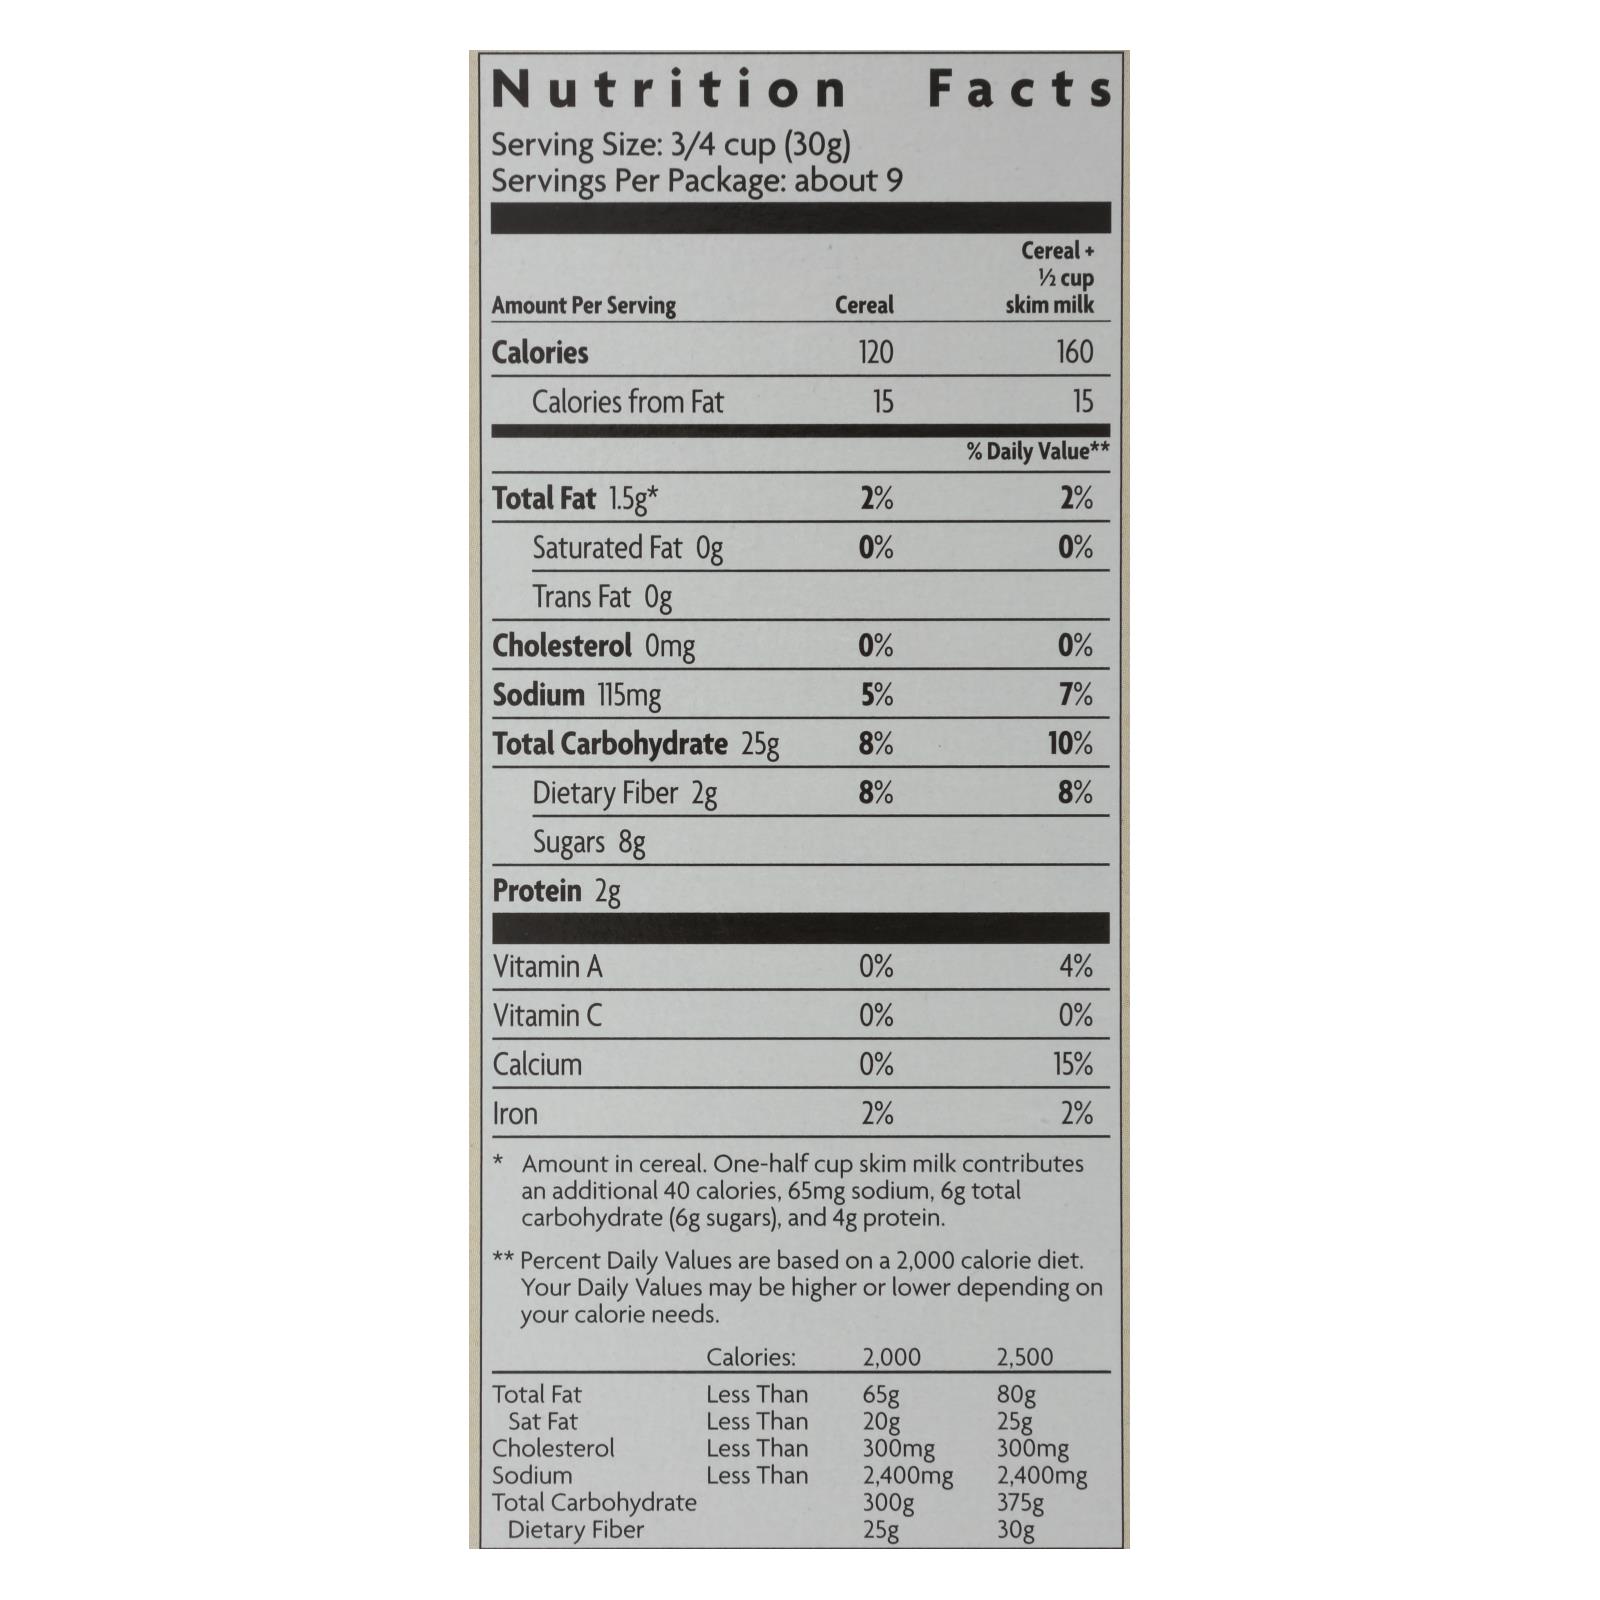 Nutrition Facts
Serving Size: 3/4 cup (30g)
Servings Per Package: about 9
Cereal +
½ cup
Amount Per Serving Cereal skim milk
Calories 120 160
Calories from Fat 15 15
% Daily Value**
Total Fat 1.5g* 2% 2%
Saturated Fat 0g 0% 0%
Trans Fat 0g
Cholesterol 0mg 0% 0%
Sodium 115mg 5% 7%
Total Carbohydrate 25g 8% 10%
Dietary Fiber 2g 8% 8%
Sugars 8g
Protein 2g
Vitamin A 0% 4%
Vitamin C 0% 0%
Calcium 0% 15%
Iron 2% 2%
* Amount in cereal. One-half cup skim milk contributes
an additional 40 calories, 65mg sodium, 6g total
carbohydrate (6g sugars), and 4g protein.
** Percent Daily Values are based on a 2,000 calorie diet.
Your Daily Values may be higher or lower depending on
your calorie needs.
Calories: 2,000 2,500
Total Fat Less Than 65g 80g
Sat Fat Less Than 20g 25g
Cholesterol Less Than 300mg 300mg
Sodium Less Than 2,400mg 2,400mg
Total Carbohydrate 300g 375g
Dietary Fiber 25g 30g